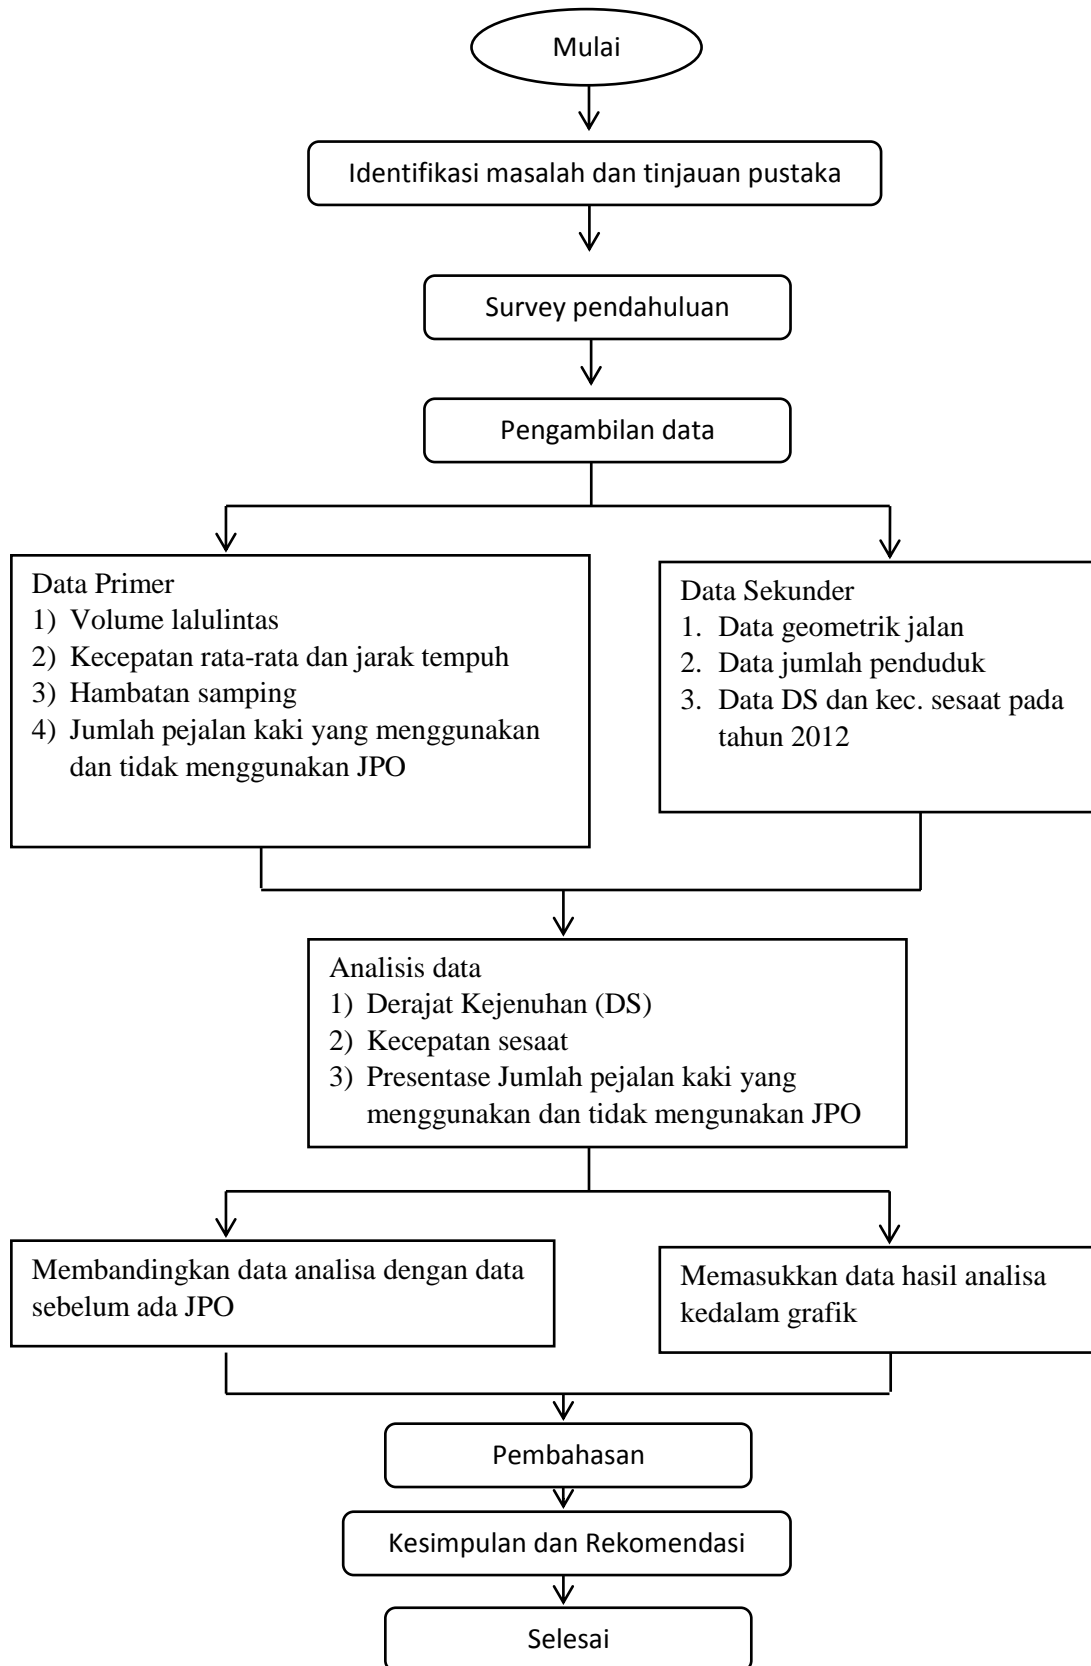 Mulai
Identifikasi masalah dan tinjauan pustaka
Survey pendahuluan
Pengambilan data
Data Primer
1) Volume lalulintas
2) Kecepatan rata-rata dan jarak tempuh
3) Hambatan samping
4) Jumlah pejalan kaki yang menggunakan
dan tidak menggunakan JPO
Data Sekunder
1. Data geometrik jalan
2. Data jumlah penduduk
3. Data DS dan kec. sesaat pada
tahun 2012
Analisis data
1) Derajat Kejenuhan (DS)
2) Kecepatan sesaat
3) Presentase Jumlah pejalan kaki yang
menggunakan dan tidak mengunakan JPO
Membandingkan data analisa dengan data
sebelum ada JPO
Memasukkan data hasil analisa
kedalam grafik
Pembahasan
Kesimpulan dan Rekomendasi
Selesai